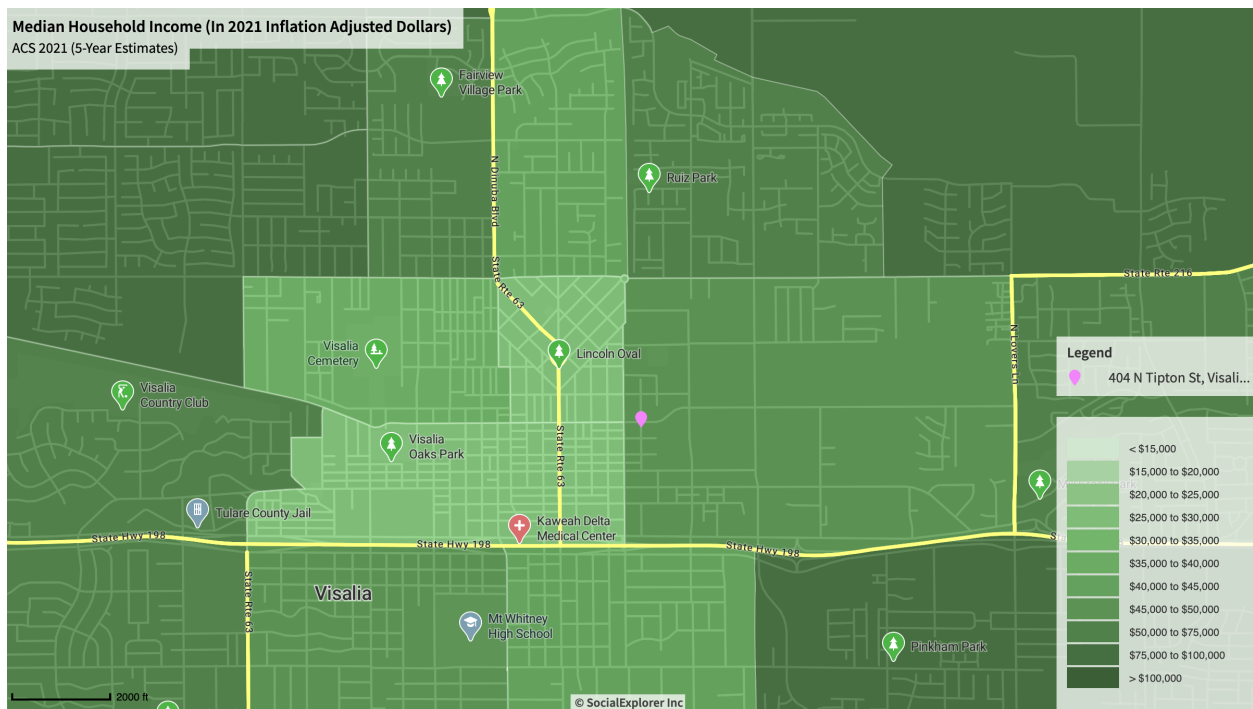 Median Household Income (In 2021 Inflation Adjusted Dollars)
ACS 2021 (5-Year Estimates)
Fairview
Village Park
N Dinuba Blvd
Ruiz Park
State Rte 63
State Rte 216
N Lovers Ln
Visalia
Cemetery
Lincoln Oval
Legend
404 N Tipton St, Visali...
Visalia
Country Club
Visalia
Oaks Park
State Rte 63
< $15,000
$15,000 to $20,000
$20,000 to $25,000
$25,000 to $30,000
$30,000 to $35,000
$35,000 to $40,000
$40,000 to $45,000
$45,000 to $50,000
$50,000 to $75,000
$75,000 to $100,000
> $100,000
Tulare County Jail
Kaweah Delta
Medical Center
State Hwy 198
State Hwy 198
State Hwy 198
State Rte 63
Visalia
Mt Whitney
High School
Pinkham Park
2000 ft
© SocialExplorer Inc